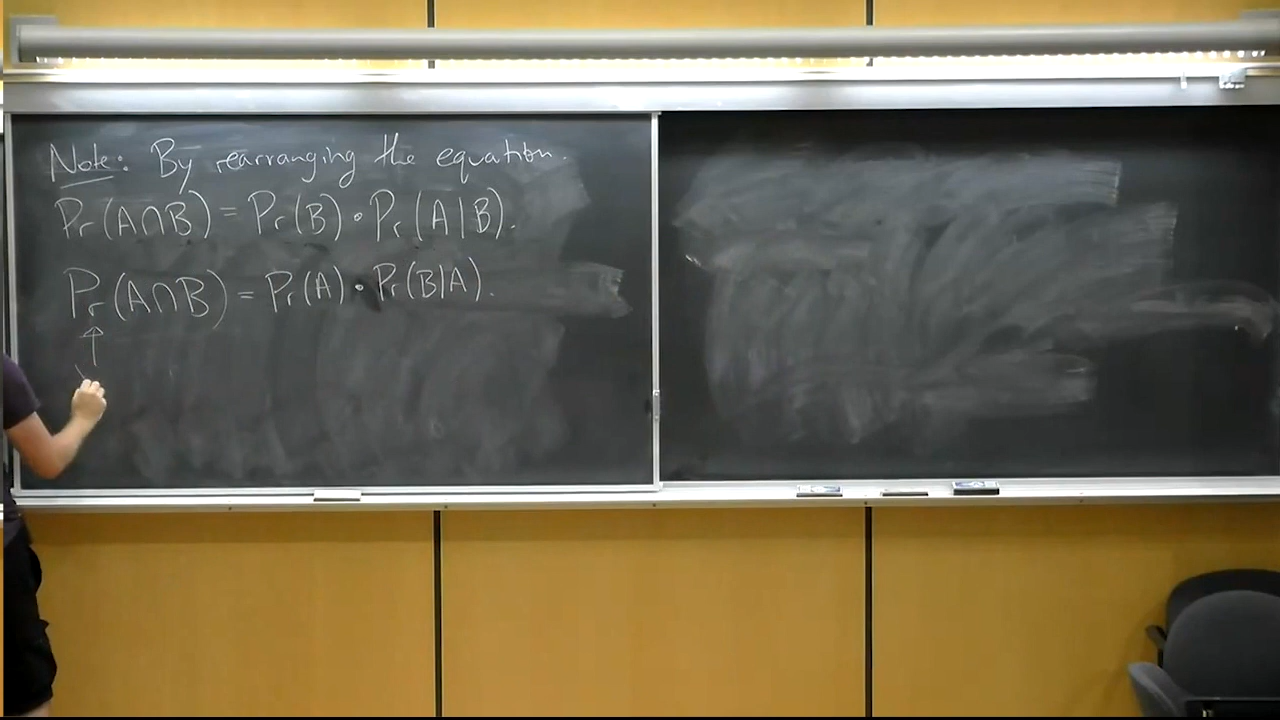 Note: By rearranging the equation.
Pr(A∩B) = Pr(B) • Pr(A|B).
Pr(A∩B) = Pr(A) • Pr(B|A).